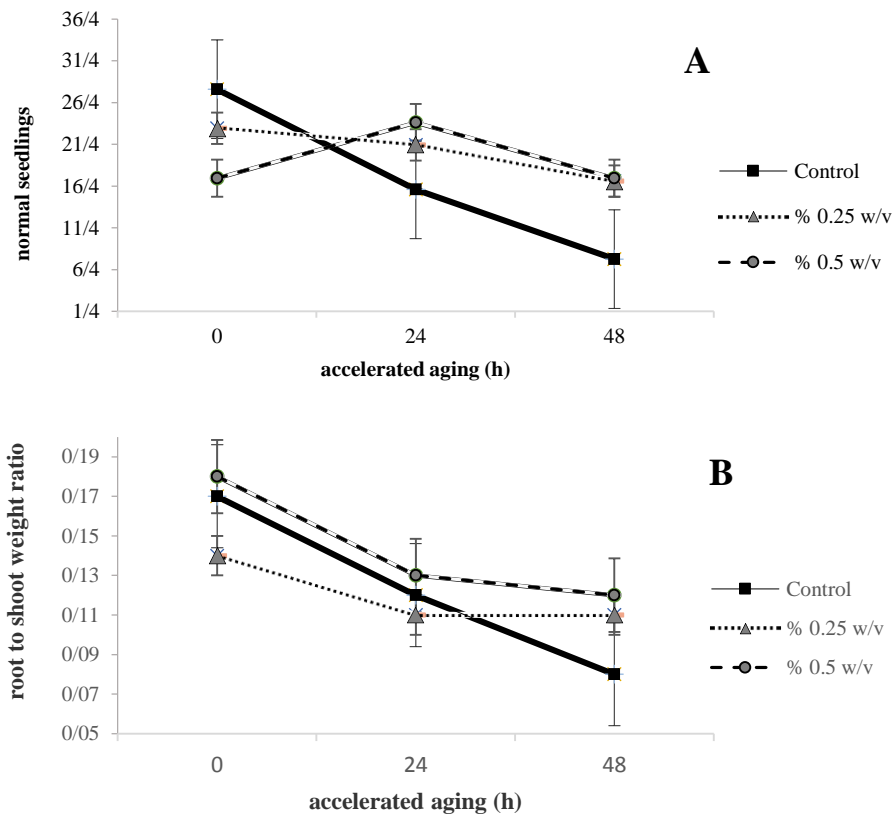 36/4
31/4
26/4
21/4
16/4
11/4
6/4
1/4
normal seedlings
0 24 48
accelerated aging (h)
A
Control
% 0.25 w/v
% 0.5 w/v
0/19
0/17
0/15
0/13
0/11
0/09
0/07
0/05
root to shoot weight ratio
0 24 48
accelerated aging (h)
B
Control
% 0.25 w/v
% 0.5 w/v